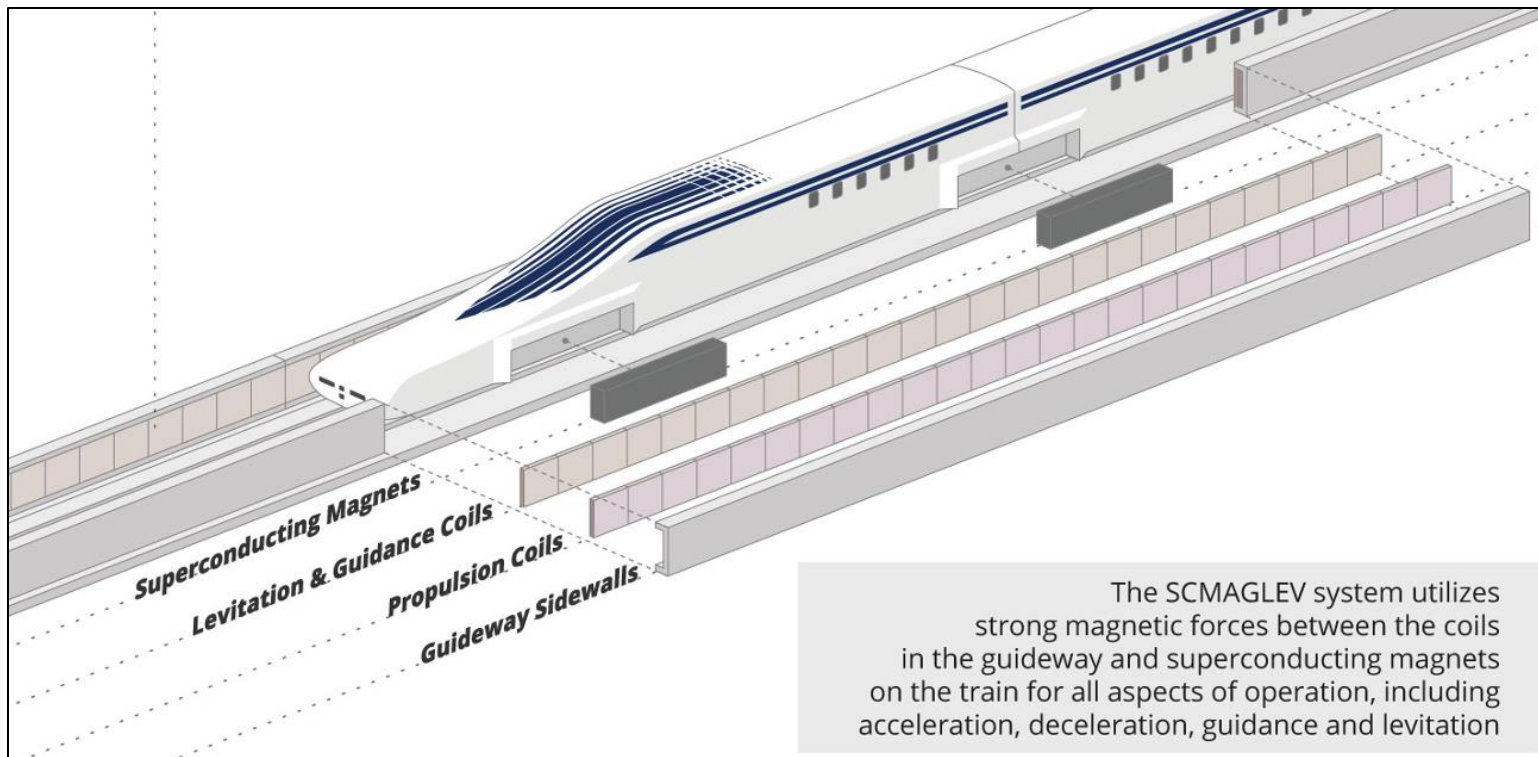 Superconducting Magnets
Levitation & Guidance Coils
Propulsion Coils
Guideway Sidewalls
The SCMAGLEV system utilizes
strong magnetic forces between the coils
in the guideway and superconducting magnets
on the train for all aspects of operation, including
acceleration, deceleration, guidance and levitation